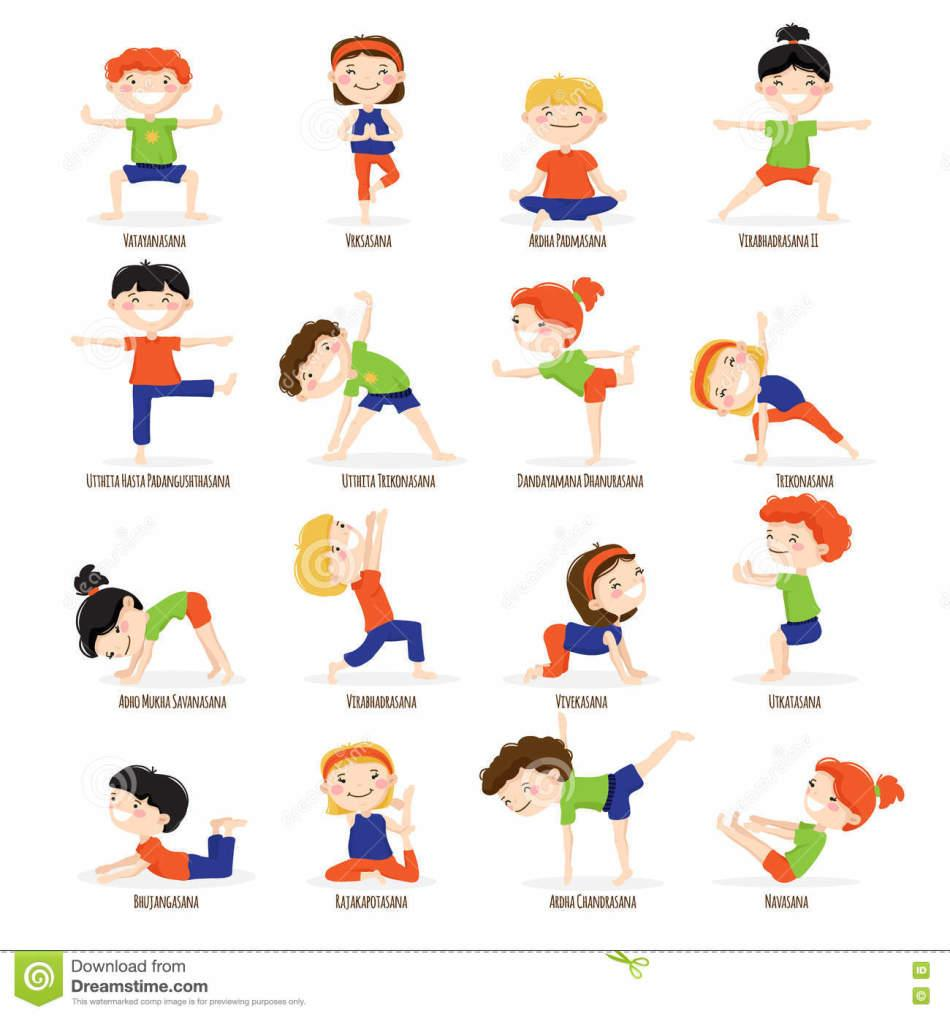 Vatayanasana
Vrksasana
Ardha Padmasana
Virabhadrasana II
Utthita Hasta Padangushthasana
Utthita Trikonasana
Dandayamana Dhanurasana
Trikonasana
Adho Mukha Savanasana
Virabhadrasana
Vivekasana
Utkatasana
Bhujangasana
Rajakapotasana
Ardha Chandrasana
Navasana
Download from
Dreamstime.com
This watermarked comp image is for previewing purposes only.
ID
©